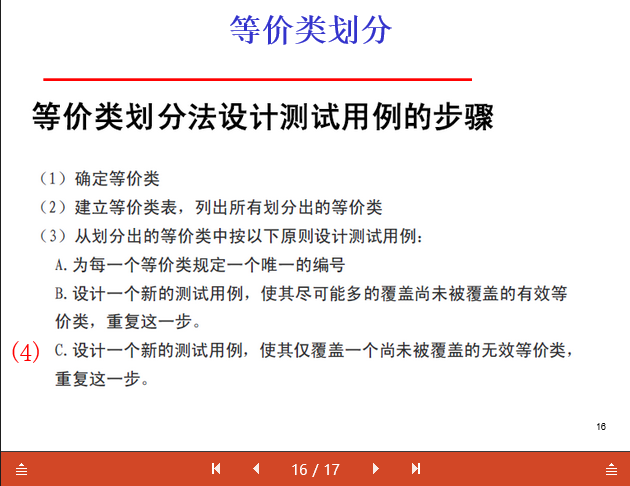 等价类划分
等价类划分法设计测试用例的步骤
（1）确定等价类
（2）建立等价类表，列出所有划分出的等价类
（3）从划分出的等价类中按以下原则设计测试用例：
A.为每一个等价类规定一个唯一的编号
B.设计一个新的测试用例，使其尽可能多的覆盖尚未被覆盖的有效等
价类，重复这一步。
(4) C.设计一个新的测试用例，使其仅覆盖一个尚未被覆盖的无效等价类，
重复这一步。
16
16 / 17